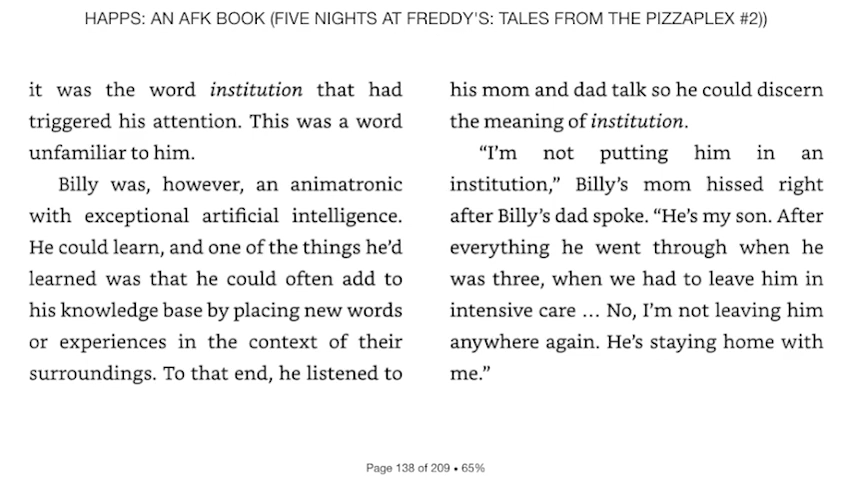 HAPPS: AN AFK BOOK (FIVE NIGHTS AT FREDDY'S: TALES FROM THE PIZZAPLEX #2))
it was the word institution that had
triggered his attention. This was a word
unfamiliar to him.
Billy was, however, an animatronic
with exceptional artificial intelligence.
He could learn, and one of the things he’d
learned was that he could often add to
his knowledge base by placing new words
or experiences in the context of their
surroundings. To that end, he listened to
his mom and dad talk so he could discern
the meaning of institution.
“I’m not putting him in an
institution,” Billy’s mom hissed right
after Billy’s dad spoke. “He’s my son. After
everything he went through when he
was three, when we had to leave him in
intensive care … No, I’m not leaving him
anywhere again. He’s staying home with
me.”
Page 138 of 209 • 65%